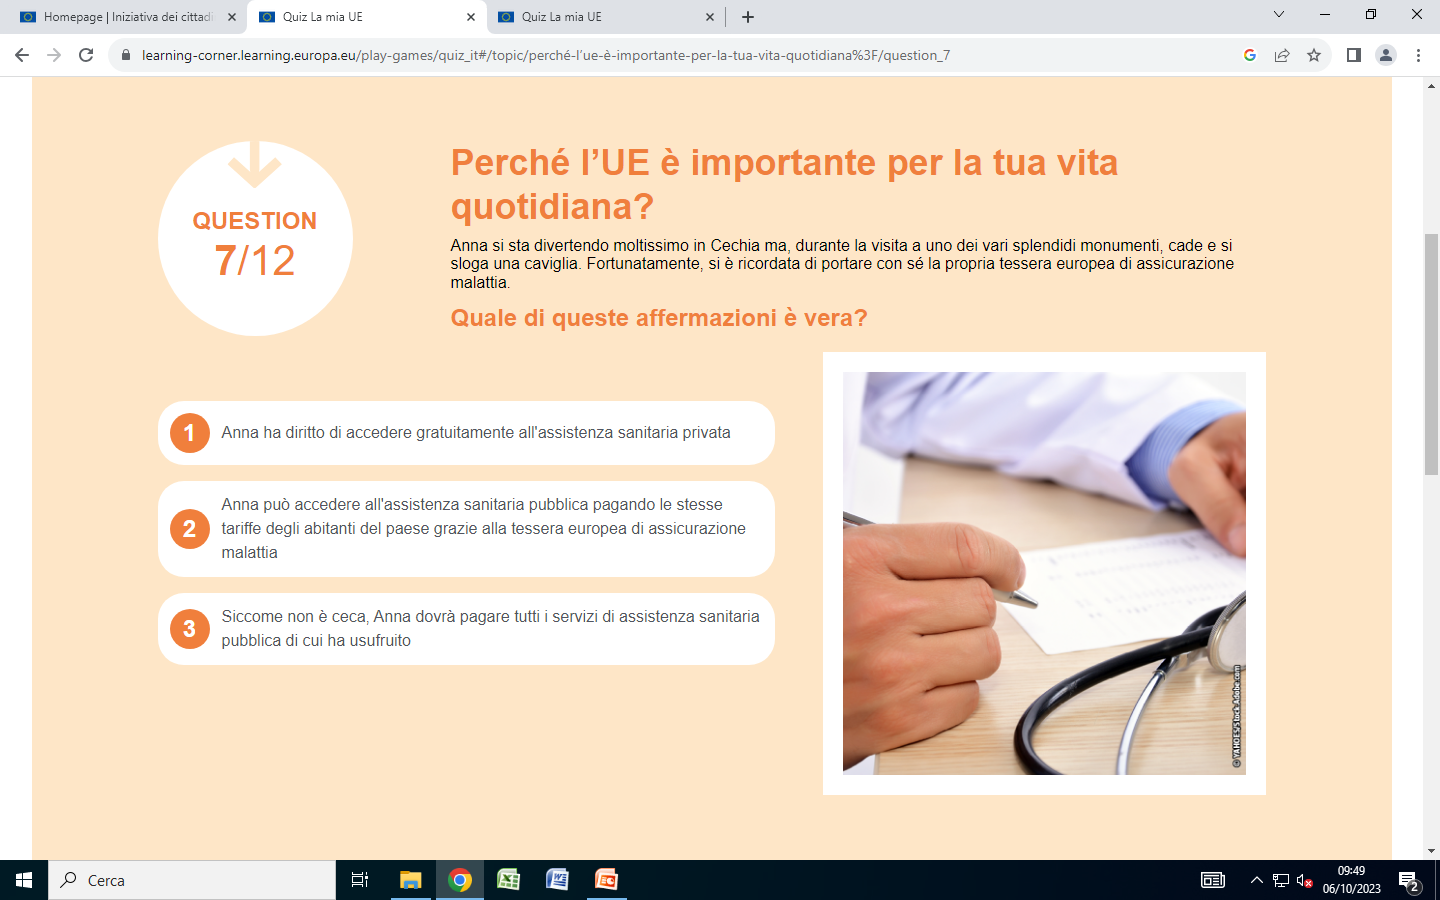 Homepage | Iniziativa dei cittadi
Quiz La mia UE
Quiz La mia UE
learning-corner.learning.europa.eu/play-games/quiz_it#/topic/perché-l'ue-è-importante-per-la-tua-vita-quotidiana%3F/question_7
QUESTION
7/12
Perché l’UE è importante per la tua vita
quotidiana?
Anna si sta divertendo moltissimo in Cechia ma, durante la visita a uno dei vari splendidi monumenti, cade e si
sloga una caviglia. Fortunatamente, si è ricordata di portare con sé la propria tessera europea di assicurazione
malattia.
Quale di queste affermazioni è vera?
1 Anna ha diritto di accedere gratuitamente all'assistenza sanitaria privata
2 Anna può accedere all'assistenza sanitaria pubblica pagando le stesse
tariffe degli abitanti del paese grazie alla tessera europea di assicurazione
malattia
3 Siccome non è ceca, Anna dovrà pagare tutti i servizi di assistenza sanitaria
pubblica di cui ha usufruito
© YAHOES/Stock.Adobe.com
Cerca
09:49
06/10/2023
2